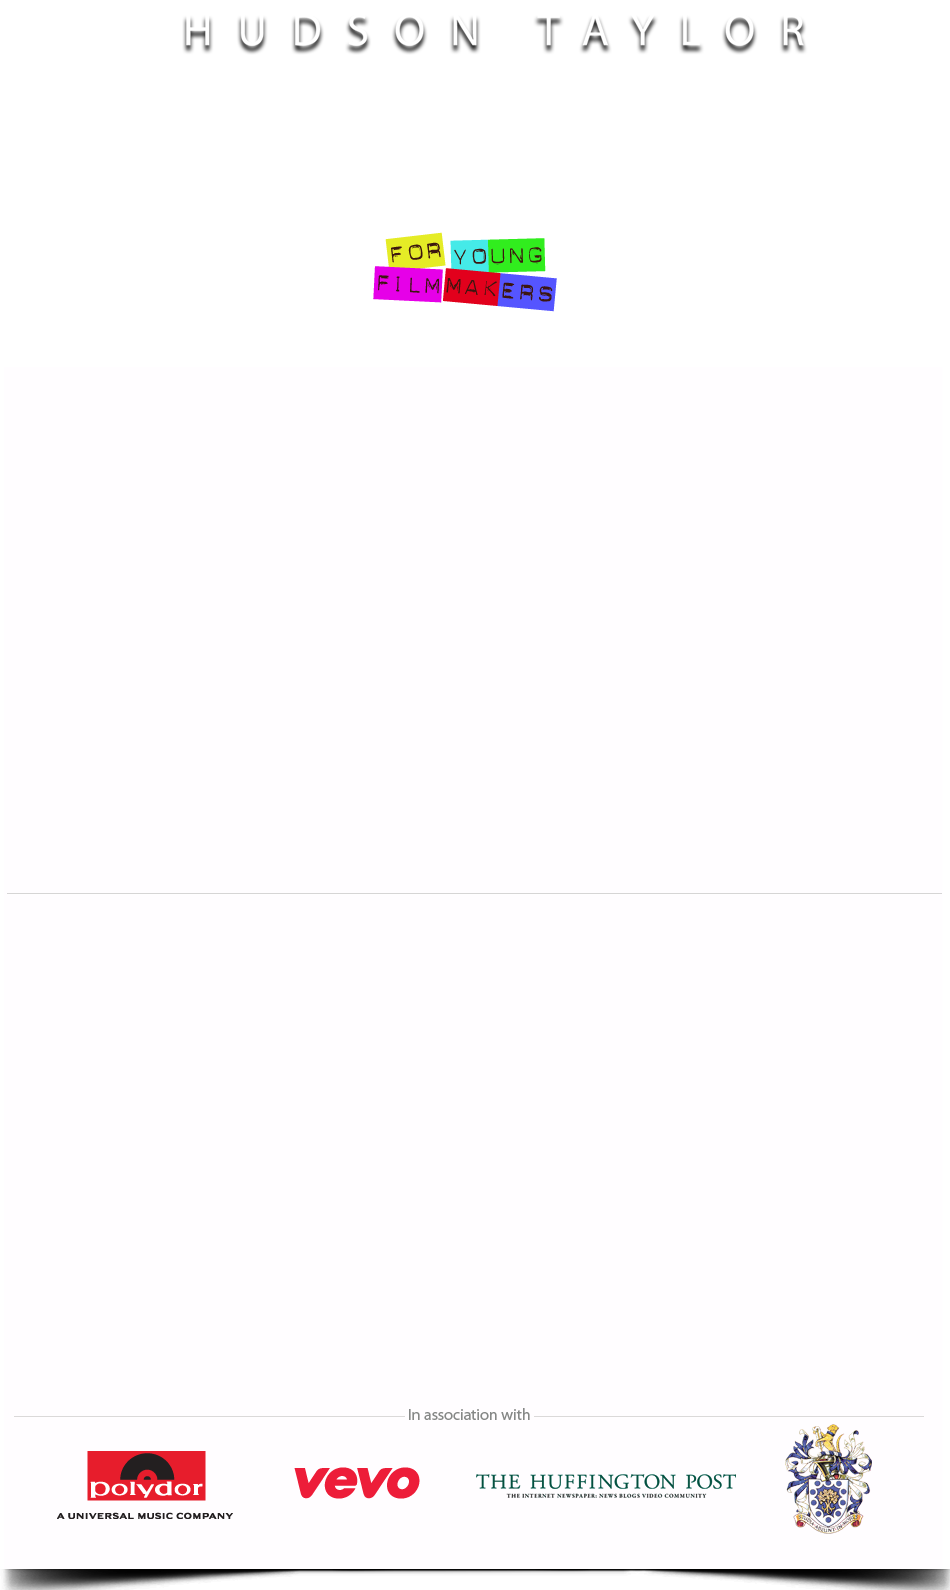 HUDSON TAYLOR
FOR YOUNG
FILMMAKERS
In association with
polydor
A UNIVERSAL MUSIC COMPANY
vevo
THE HUFFINGTON POST
THE INTERNET NEWSPAPER: NEWS BLOGS VIDEO COMMUNITY